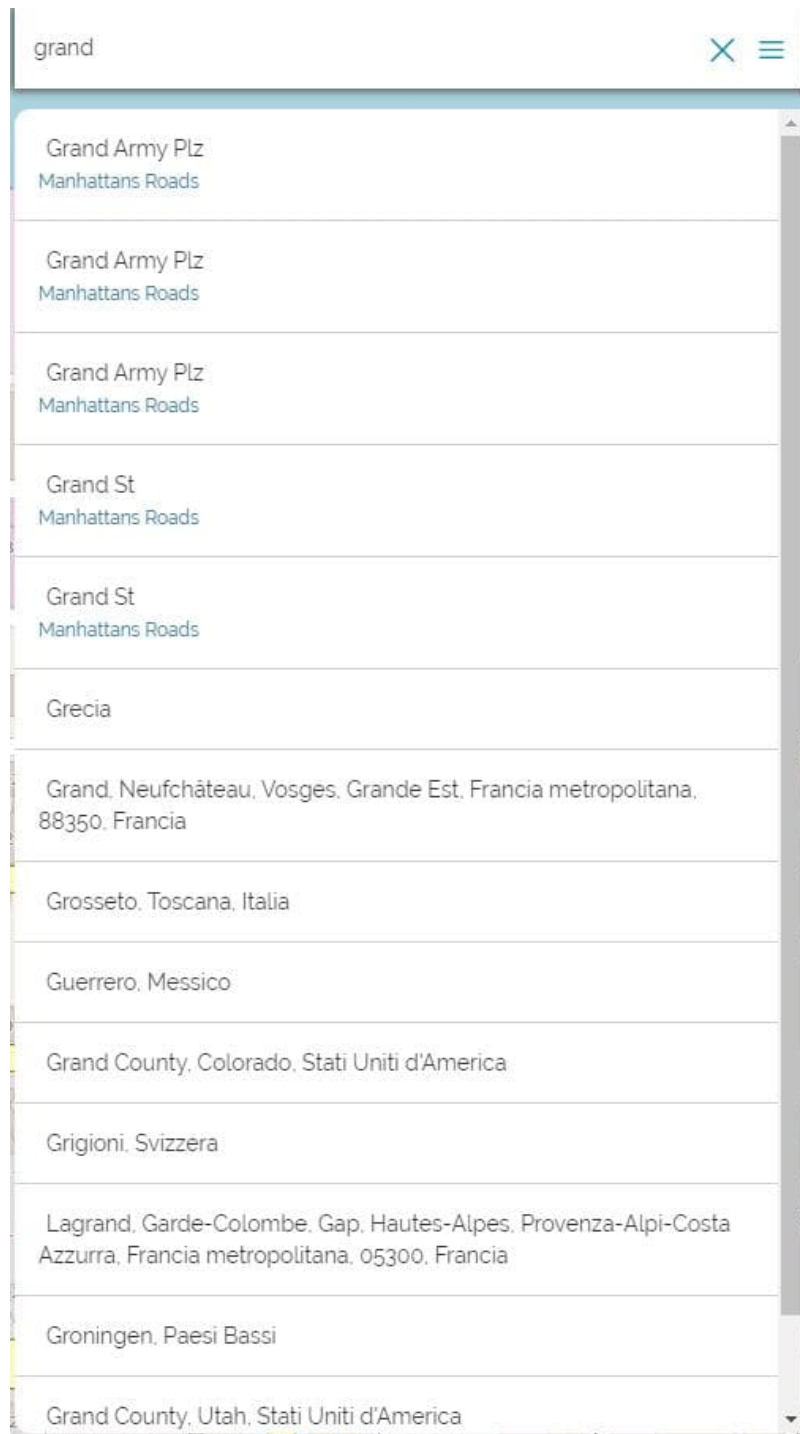 grand
Grand Army Plz
Manhattans Roads
Grand Army Plz
Manhattans Roads
Grand Army Plz
Manhattans Roads
Grand St
Manhattans Roads
Grand St
Manhattans Roads
Grecia
Grand, Neufchâteau, Vosges, Grande Est, Francia metropolitana,
88350, Francia
Grosseto, Toscana, Italia
Guerrero, Messico
Grand County, Colorado, Stati Uniti d'America
Grigioni, Svizzera
Lagrand, Garde-Colombe, Gap, Hautes-Alpes, Provenza-Alpi-Costa
Azzurra, Francia metropolitana, 05300, Francia
Groningen, Paesi Bassi
Grand County, Utah, Stati Uniti d'America